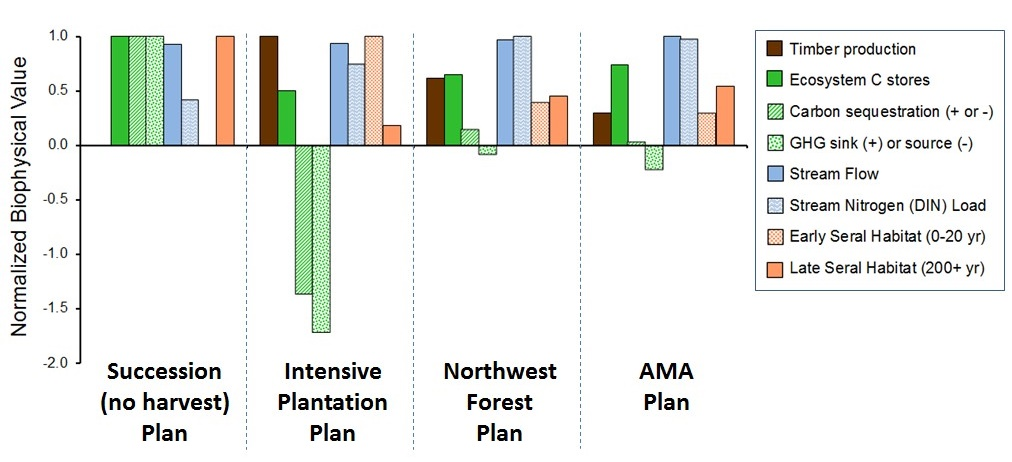 Normalized Biophysical Value
1.0
0.5
0.0
-0.5
-1.0
-1.5
-2.0
Succession
(no harvest)
Plan
Intensive
Plantation
Plan
Northwest
Forest
Plan
AMA
Plan
Timber production
Ecosystem C stores
Carbon sequestration (+ or -)
GHG sink (+) or source (-)
Stream Flow
Stream Nitrogen (DIN) Load
Early Seral Habitat (0-20 yr)
Late Seral Habitat (200+ yr)